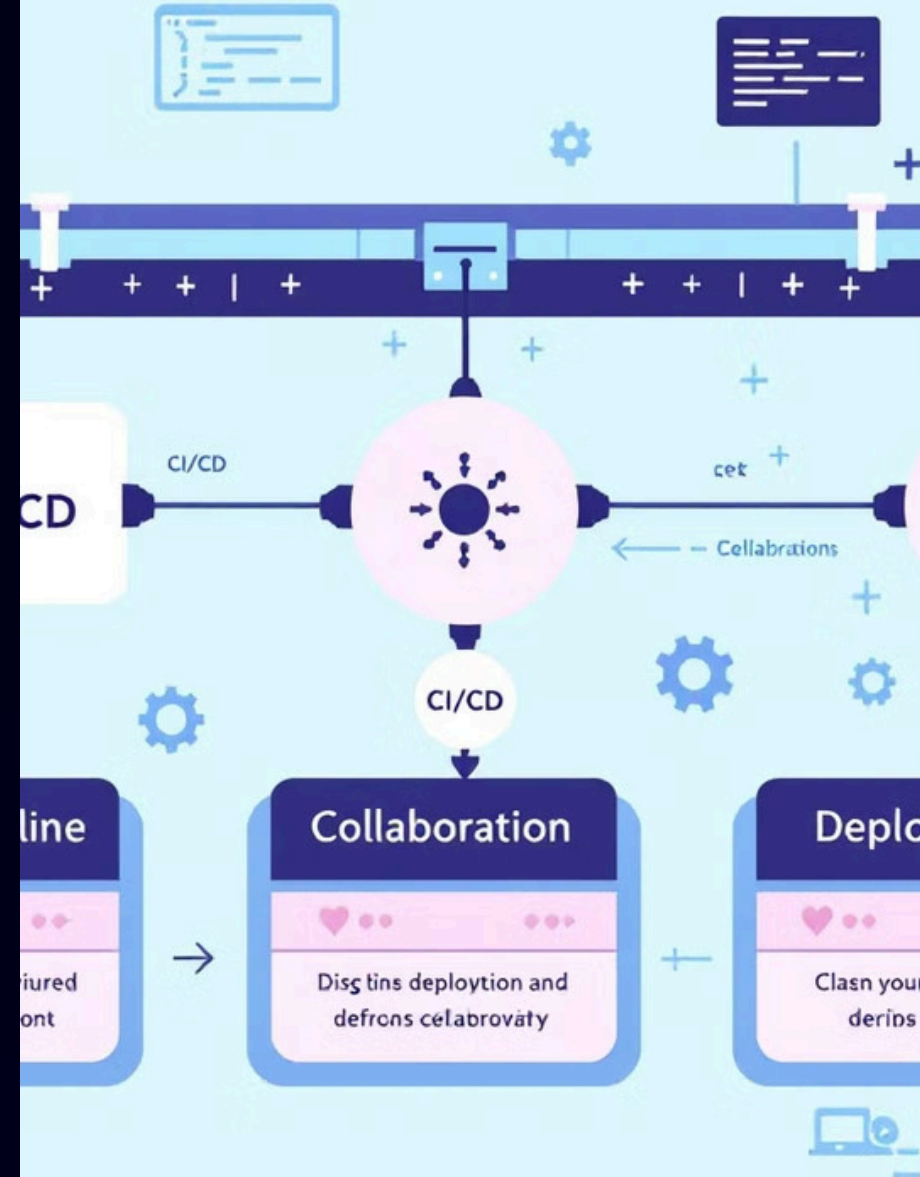 CI/CD
cet
CD
Cellabrations
CI/CD
line
Collaboration
Deplo
iured
Disg tins deploytion and
Clasn your
ont
defrons celabrovaty
derips